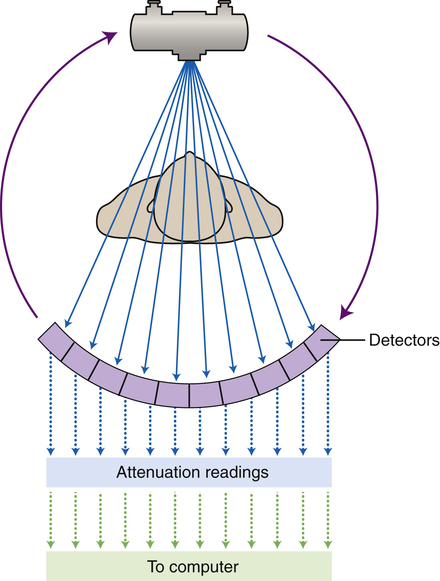 Detectors
Attenuation readings
To computer